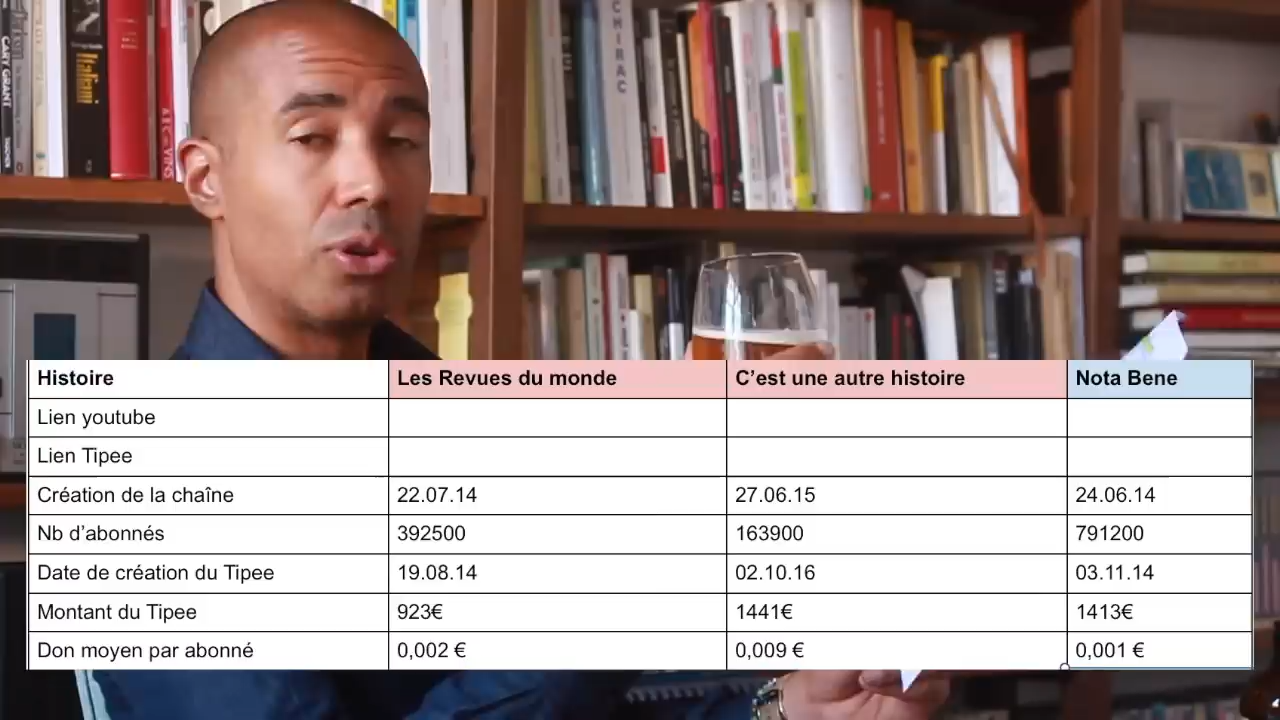 CARY GRANT
Italiani
CHIRAC
Histoire Les Revues du monde C’est une autre histoire Nota Bene
Lien youtube
Lien Tipee
Création de la chaîne 22.07.14 27.06.15 24.06.14
Nb d’abonnés 392500 163900 791200
Date de création du Tipee 19.08.14 02.10.16 03.11.14
Montant du Tipee 923€ 1441€ 1413€
Don moyen par abonné 0,002 € 0,009 € 0,001 €